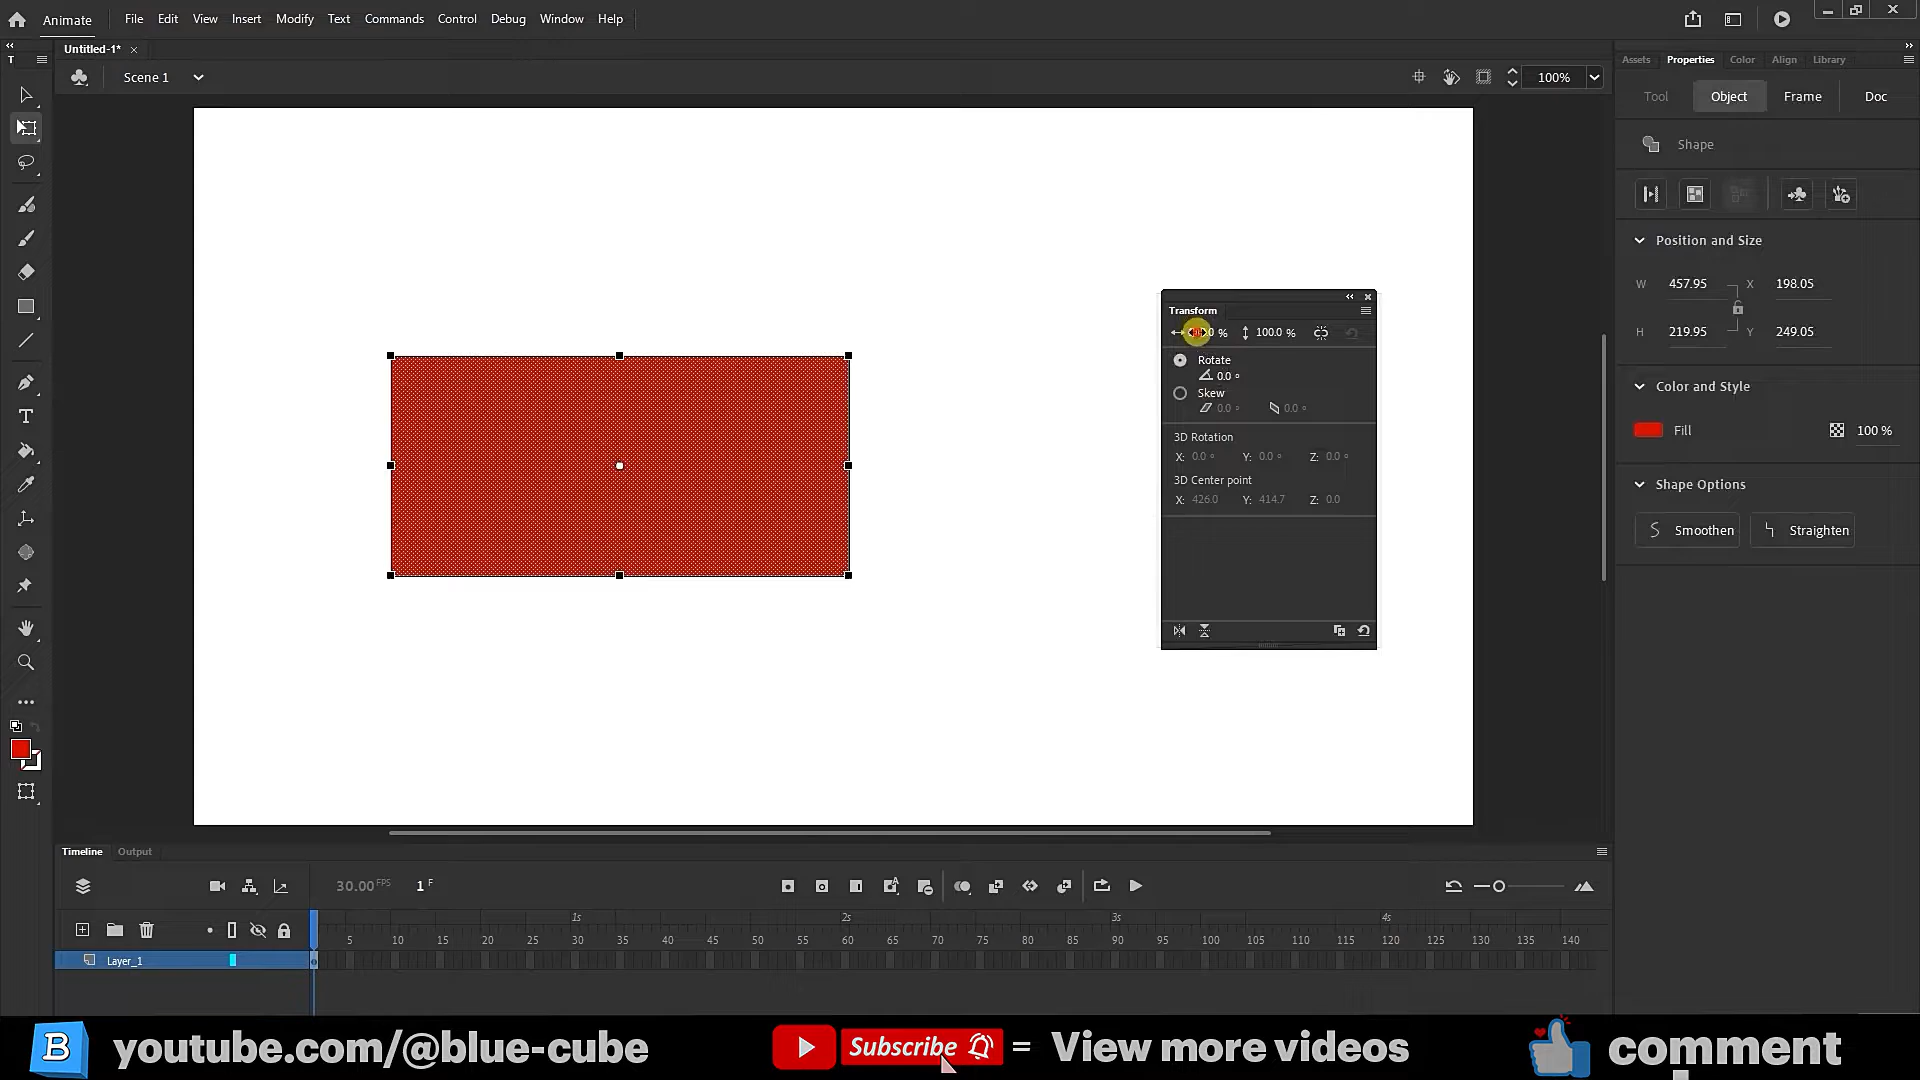 Animate File Edit View Insert Modify Text Commands Control Debug Window Help
T Untitled-1*
Scene 1 100%
Assets Properties Color Align Library
Tool Object Frame Doc
Shape
Position and Size
W 457.95 X 198.05
H 219.95 Y 249.05
Color and Style
Fill 100 %
Shape Options
Smoothen Straighten
Transform
% 100.0 %
Rotate
0.0 °
Skew
0.0 ° 0.0 °
3D Rotation
X: 0.0 ° Y: 0.0 ° Z: 0.0 °
3D Center point
X: 426.0 Y: 414.7 Z: 0.0
Timeline Output
30.00 FPS 1 F
1s 2s 3s 4s
5 10 15 20 25 30 35 40 45 50 55 60 65 70 75 80 85 90 95 100 105 110 115 120 125 130 135 140
Layer_1
B youtube.com/@blue-cube Subscribe = View more videos comment